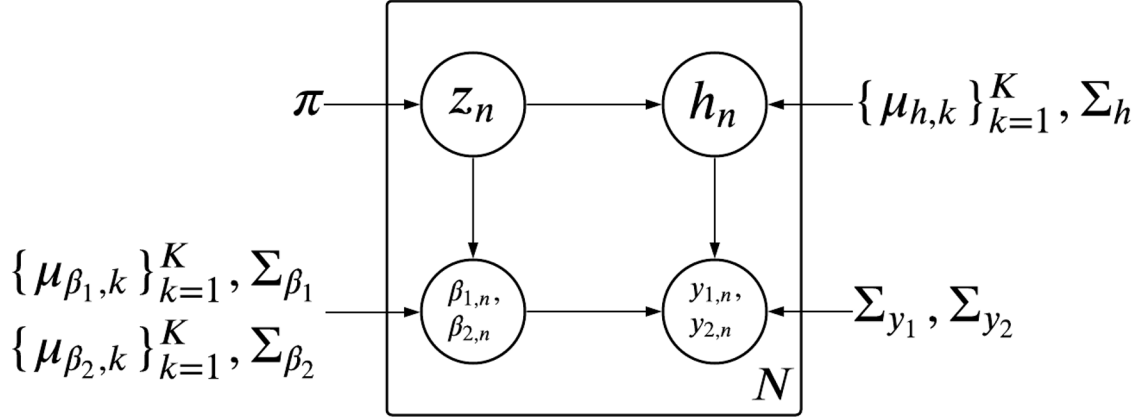 π
z_n
h_n
{μ_{h,k}}_{k=1}^K, Σ_h
{μ_{β_1,k}}_{k=1}^K, Σ_{β_1}
{μ_{β_2,k}}_{k=1}^K, Σ_{β_2}
β_{1,n},
β_{2,n}
y_{1,n},
y_{2,n}
Σ_{y_1}, Σ_{y_2}
N